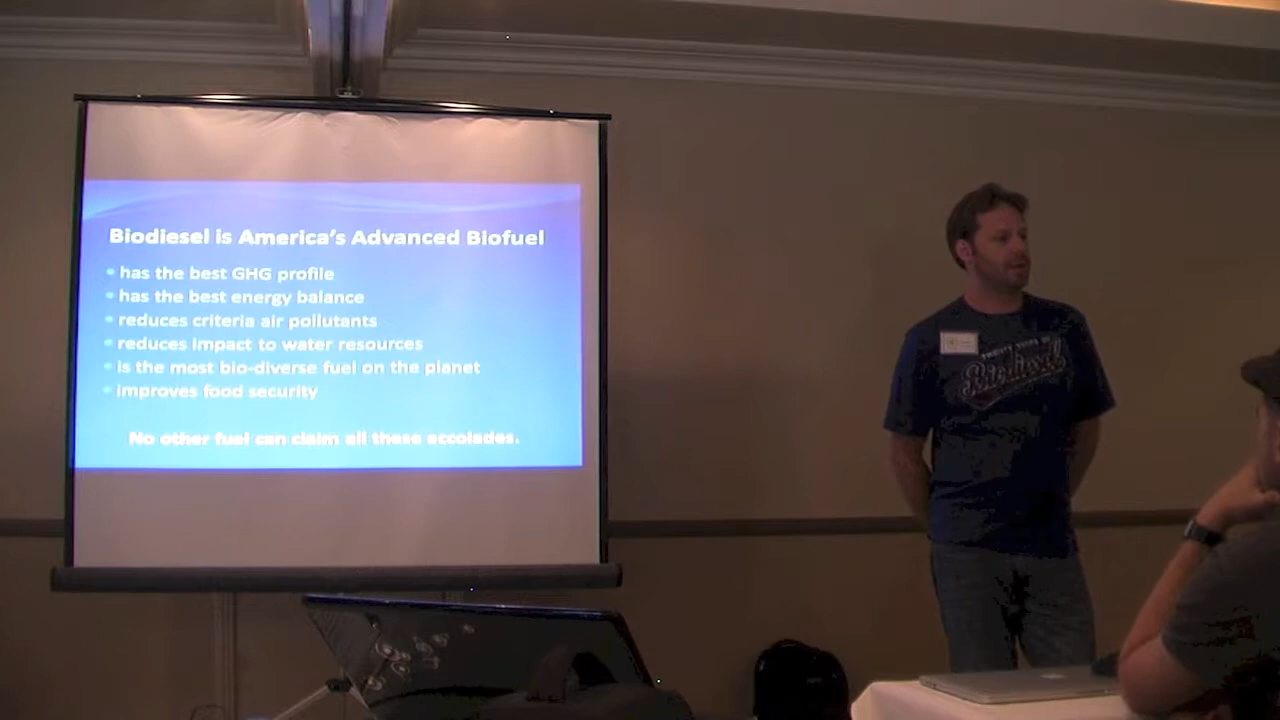 Biodiesel is America's Advanced Biofuel
• has the best GHG profile
• has the best energy balance
• reduces criteria air pollutants
• reduces impact to water resources
• is the most bio-diverse fuel on the planet
• improves food security
No other fuel can claim all these accolades.
Biodiesel